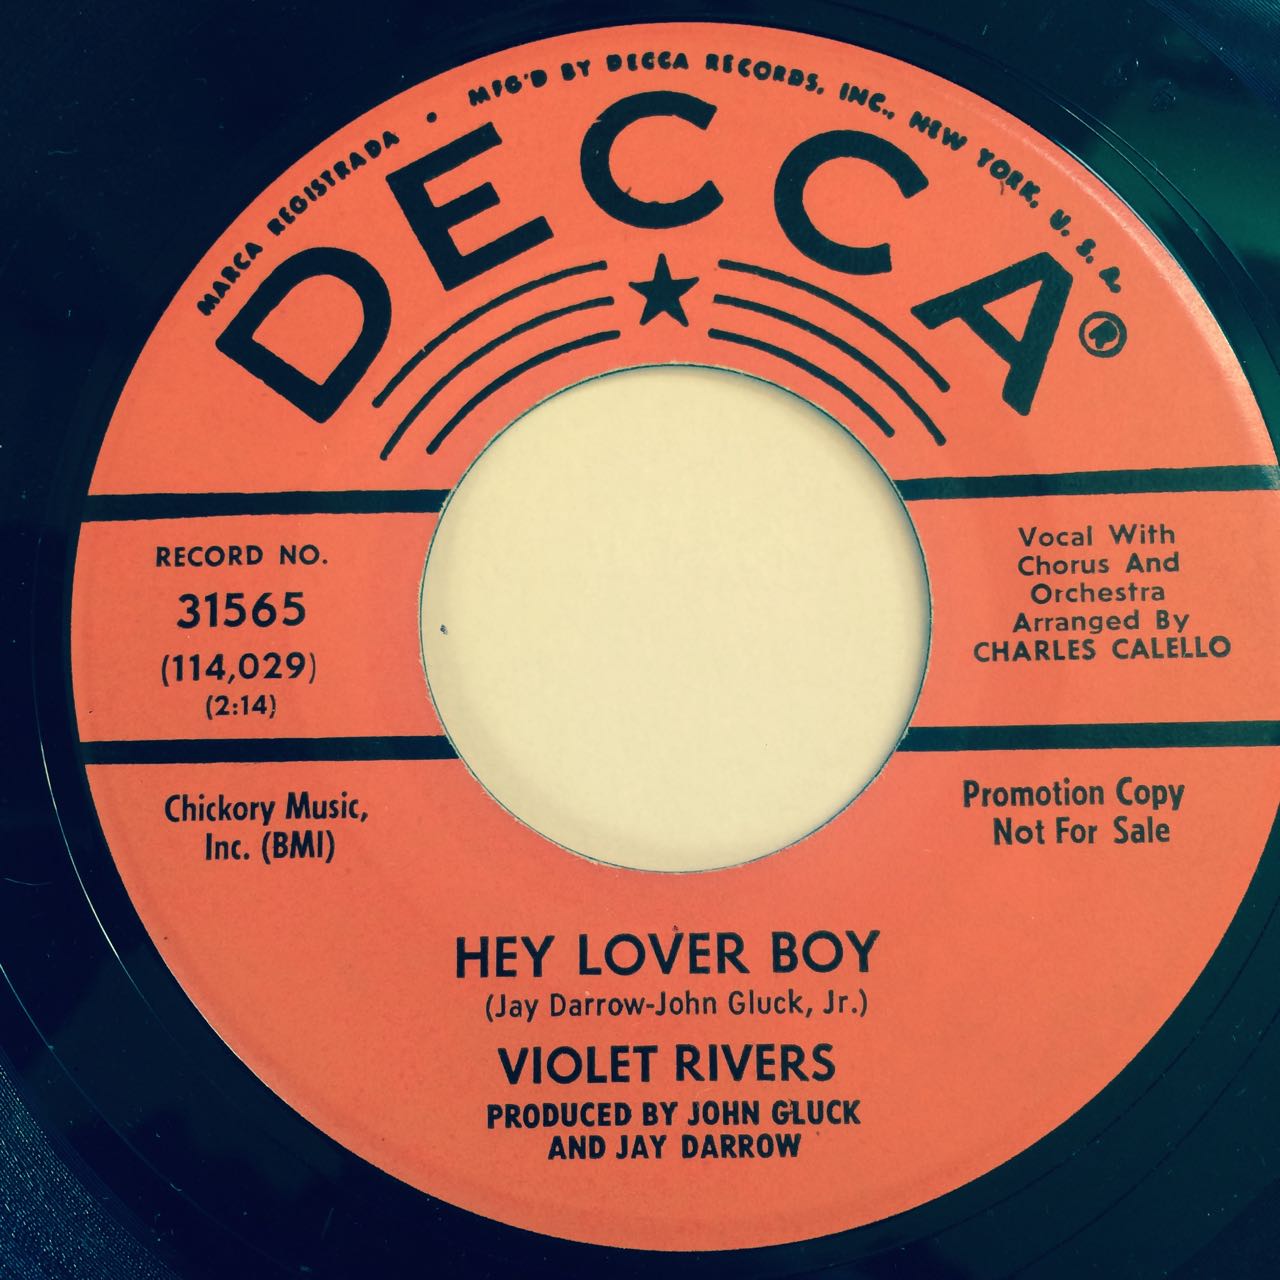 MARCA REGISTRADA • MFG'D BY DECCA RECORDS, INC., NEW YORK, U. S. A.
DECCA®
RECORD NO.
31565
(114,029)
(2:14)
Vocal With
Chorus And
Orchestra
Arranged By
CHARLES CALELLO
Chickory Music,
Inc. (BMI)
Promotion Copy
Not For Sale
HEY LOVER BOY
(Jay Darrow-John Gluck, Jr.)
VIOLET RIVERS
PRODUCED BY JOHN GLUCK
AND JAY DARROW